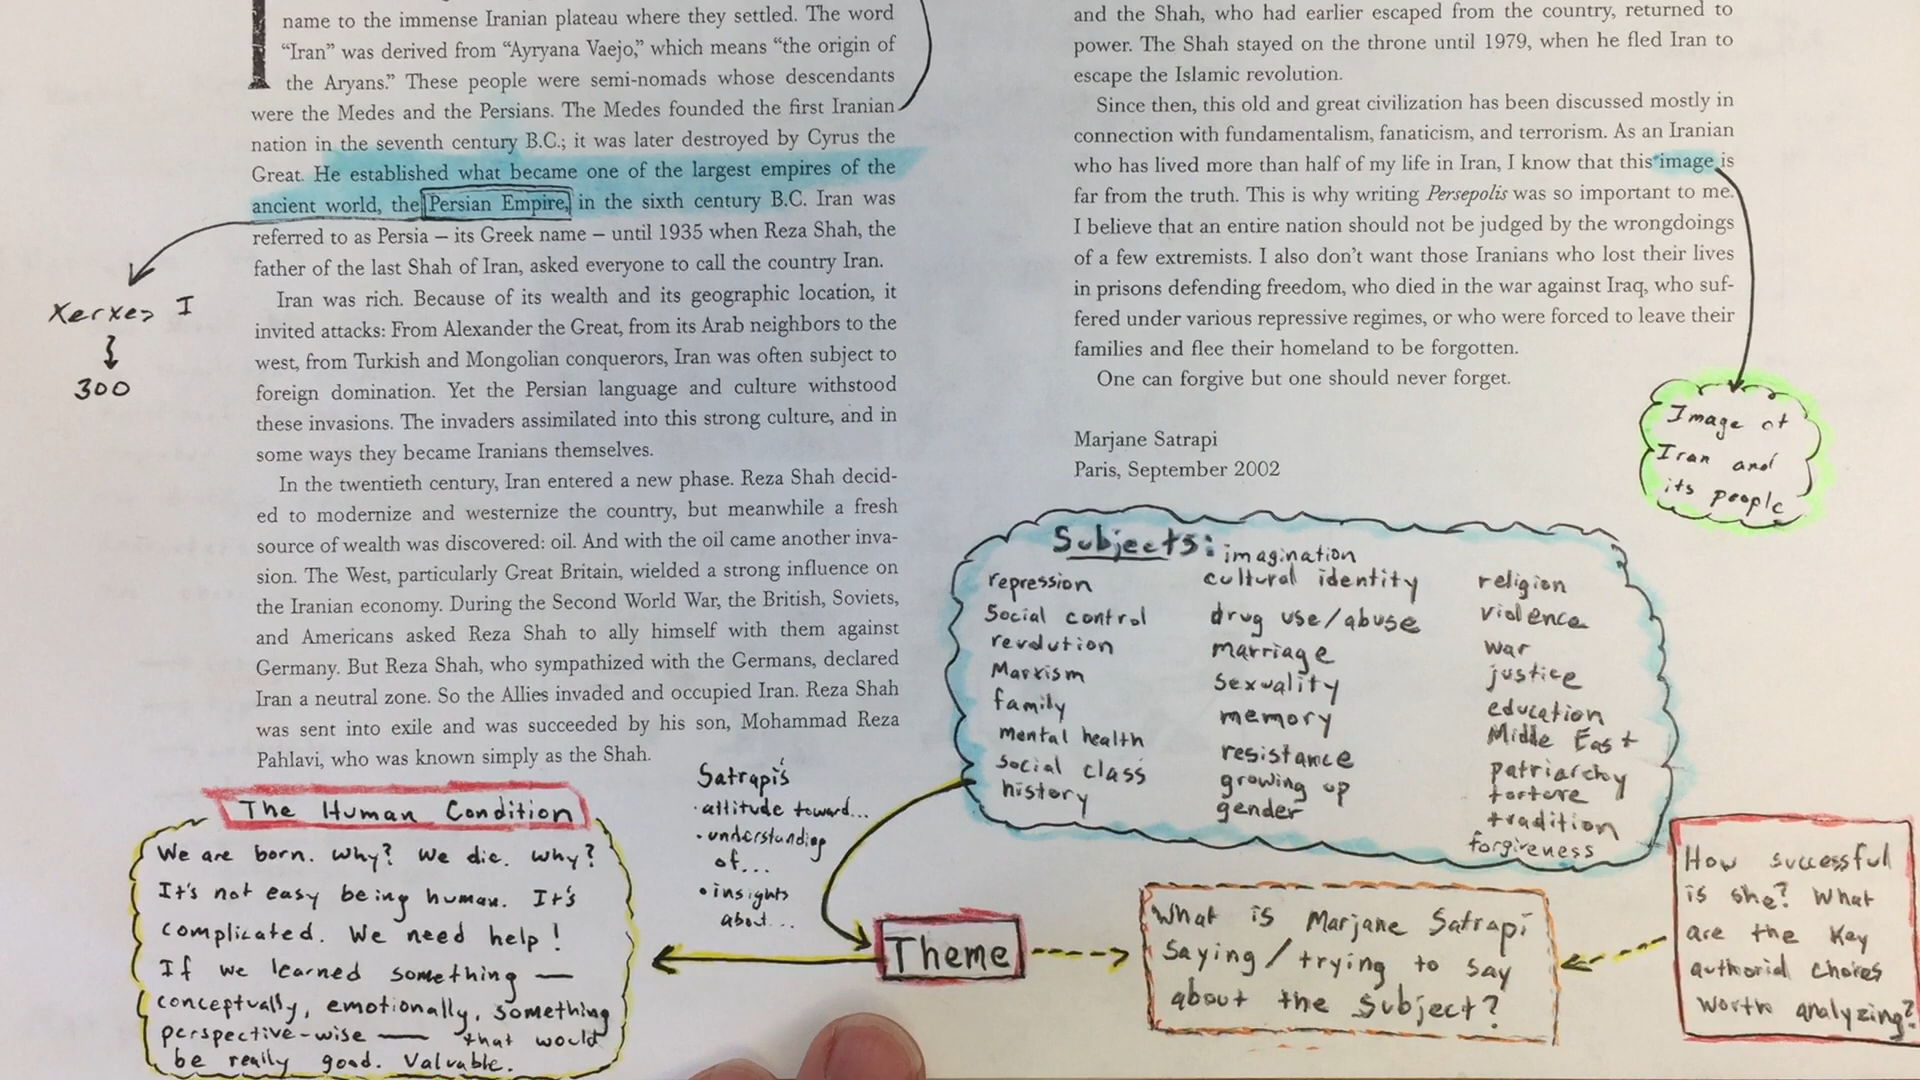 name to the immense Iranian plateau where they settled. The word
“Iran” was derived from “Ayryana Vaejo,” which means “the origin of
the Aryans.” These people were semi-nomads whose descendants
were the Medes and the Persians. The Medes founded the first Iranian
nation in the seventh century B.C.; it was later destroyed by Cyrus the
Great. He established what became one of the largest empires of the
ancient world, the Persian Empire, in the sixth century B.C. Iran was
referred to as Persia – its Greek name – until 1935 when Reza Shah, the
father of the last Shah of Iran, asked everyone to call the country Iran.
Iran was rich. Because of its wealth and its geographic location, it
invited attacks: From Alexander the Great, from its Arab neighbors to the
west, from Turkish and Mongolian conquerors, Iran was often subject to
foreign domination. Yet the Persian language and culture withstood
these invasions. The invaders assimilated into this strong culture, and in
some ways they became Iranians themselves.
In the twentieth century, Iran entered a new phase. Reza Shah decid-
ed to modernize and westernize the country, but meanwhile a fresh
source of wealth was discovered: oil. And with the oil came another inva-
sion. The West, particularly Great Britain, wielded a strong influence on
the Iranian economy. During the Second World War, the British, Soviets,
and Americans asked Reza Shah to ally himself with them against
Germany. But Reza Shah, who sympathized with the Germans, declared
Iran a neutral zone. So the Allies invaded and occupied Iran. Reza Shah
was sent into exile and was succeeded by his son, Mohammad Reza
Pahlavi, who was known simply as the Shah.
Xerxes I
300
The Human Condition
We are born. Why? We die. Why?
It's not easy being human. It's
complicated. We need help!
If we learned something —
conceptually, emotionally, something
perspective-wise — that would
be really good. Valuable.
Satrapi's
· attitude toward...
· understanding
of...
· insights
about...
and the Shah, who had earlier escaped from the country, returned to
power. The Shah stayed on the throne until 1979, when he fled Iran to
escape the Islamic revolution.
Since then, this old and great civilization has been discussed mostly in
connection with fundamentalism, fanaticism, and terrorism. As an Iranian
who has lived more than half of my life in Iran, I know that this image is
far from the truth. This is why writing Persepolis was so important to me.
I believe that an entire nation should not be judged by the wrongdoings
of a few extremists. I also don’t want those Iranians who lost their lives
in prisons defending freedom, who died in the war against Iraq, who suf-
fered under various repressive regimes, or who were forced to leave their
families and flee their homeland to be forgotten.
One can forgive but one should never forget.
Marjane Satrapi
Paris, September 2002
Image of
Iran and
its people
Subjects:
repression
Social control
revolution
Marxism
family
mental health
social class
history
imagination
cultural identity
drug use/abuse
marriage
sexuality
memory
resistance
growing up
gender
religion
violence
war
justice
education
Middle East
patriarchy
torture
tradition
forgiveness
Theme
What is Marjane Satrapi
saying/trying to say
about the subject?
How successful
is she? What
are the key
authorial choices
worth analyzing?